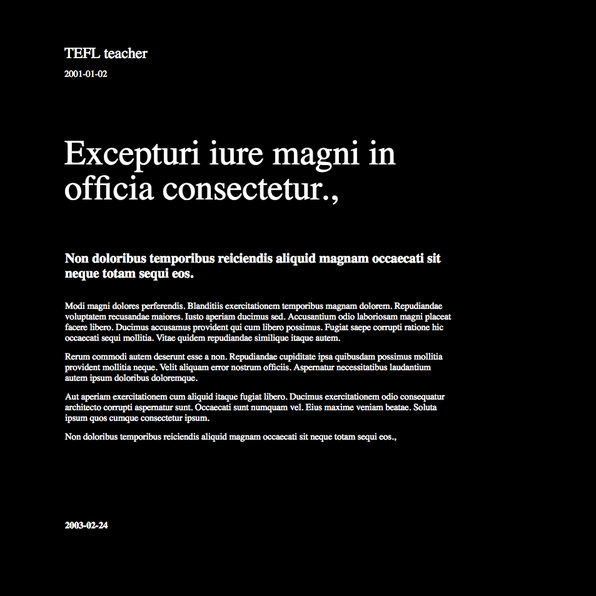 TEFL teacher
2001-01-02
Excepturi iure magni in
officia consectetur.,
Non doloribus temporibus reiciendis aliquid magnam occaecati sit
neque totam sequi eos.
Modi magni dolores perferendis. Blanditiis exercitationem temporibus magnam dolorem. Repudiandae
voluptatem recusandae maiores. Iusto aperiam ducimus sed. Accusantium odio laboriosam magni placeat
facere libero. Ducimus accusamus provident qui cum libero possimus. Fugiat saepe corrupti ratione hic
occaecati sequi mollitia. Vitae quidem repudiandae similique itaque autem.
Rerum commodi autem deserunt esse a non. Repudiandae cupiditate ipsa quibusdam possimus mollitia
provident mollitia neque. Velit aliquam error nostrum officiis. Aspernatur necessitatibus laudantium
autem ipsum doloribus doloremque.
Aut aperiam exercitationem cum aliquid itaque fugiat libero. Ducimus exercitationem odio consequatur
architecto corrupti aspernatur sunt. Occaecati sunt numquam vel. Eius maxime veniam beatae. Soluta
ipsum quos cumque consectetur ipsum.
Non doloribus temporibus reiciendis aliquid magnam occaecati sit neque totam sequi eos.,
2003-02-24